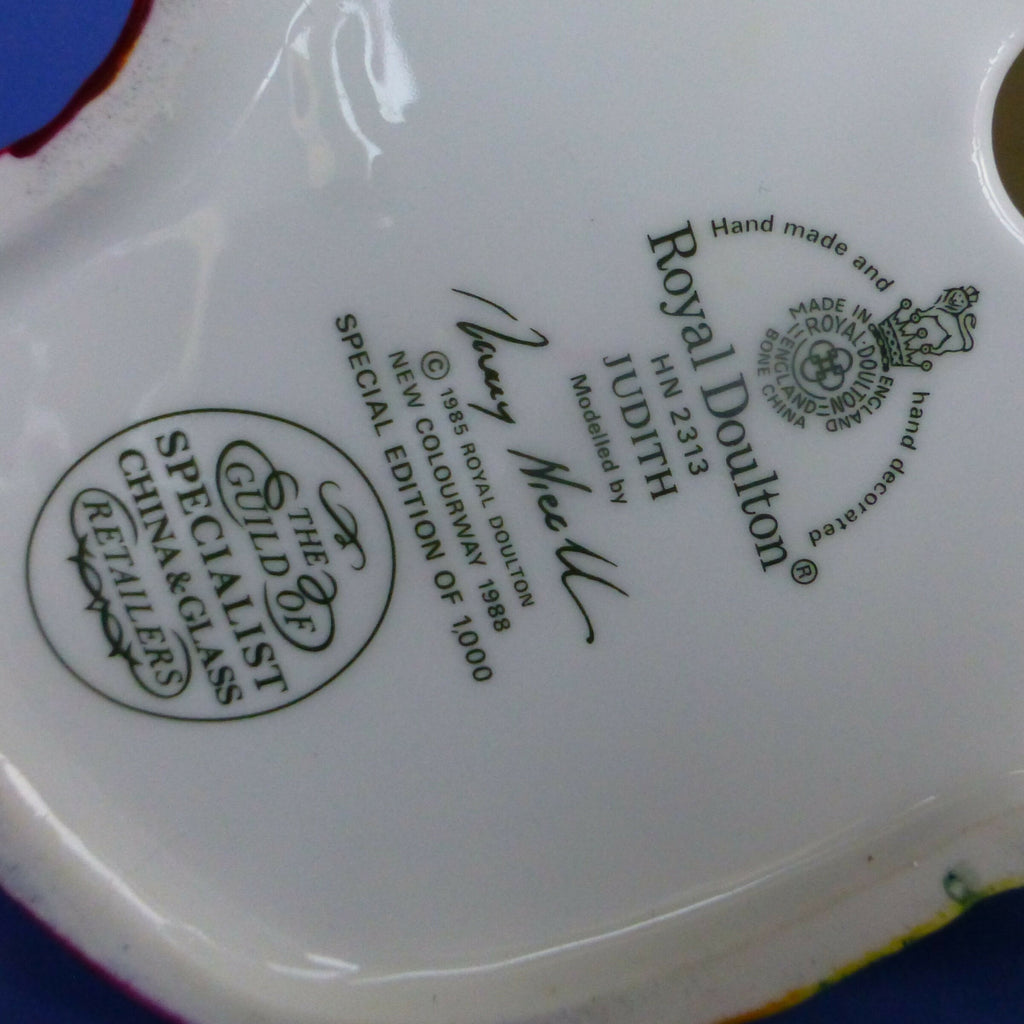 Hand made and hand decorated
MADE IN ENGLAND
ROYAL·DOULTON
ENGLAND
BONE CHINA
Royal Doulton®
HN 2313
JUDITH
Modelled by
Nancy Nicoll
© 1985 ROYAL DOULTON
NEW COLOURWAY 1988
SPECIAL EDITION OF 1,000
THE
GUILD OF
SPECIALIST
CHINA & GLASS
RETAILERS